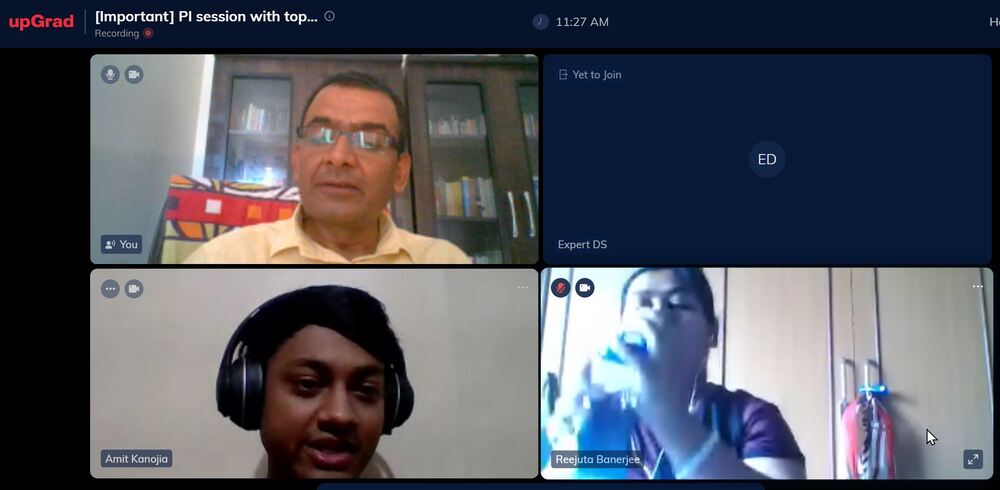 upGrad
[Important] PI session with top...
Recording
11:27 AM
You
Yet to Join
ED
Expert DS
Amit Kanojia
Reejuta Banerjee